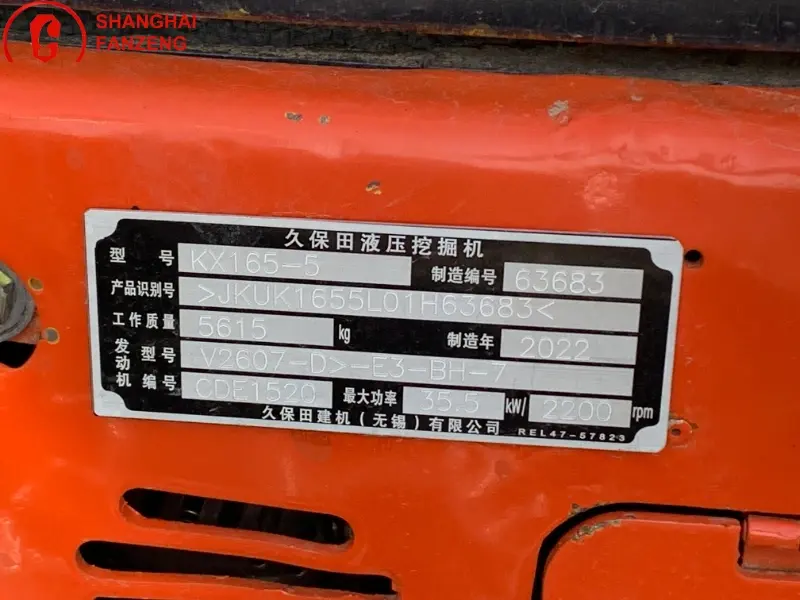 SHANGHAI
FANZENG
久保田液压挖掘机
型号 KX165-5 制造编号 63683
产品识别号 >JKUK1655L01H63683<
工作质量 5615 kg 制造年 2022
发动机 型号 V2607-D>-E3-BH-7
编号 CDE1520 最大功率 35.5 kW/ 2200 rpm
久保田建机(无锡)有限公司 REL47-57823